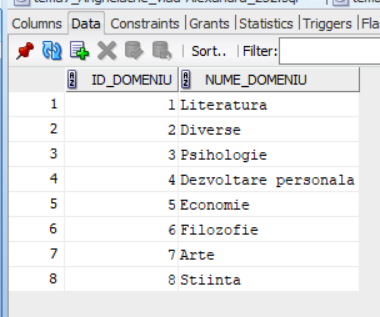 Columns Data Constraints Grants Statistics Triggers Fla
Sort.. Filter:
ID_DOMENIU NUME_DOMENIU
1 1 Literatura
2 2 Diverse
3 3 Psihologie
4 4 Dezvoltare personala
5 5 Economie
6 6 Filozofie
7 7 Arte
8 8 Stiinta